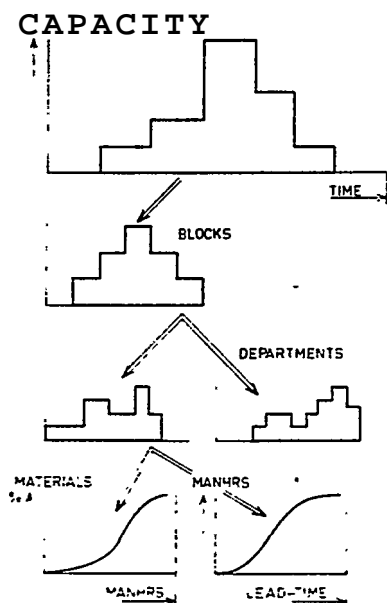 CAPACITY
TIME
BLOCKS
DEPARTMENTS
MATERIALS
MANHRS
MANHRS
LEAD-TIME